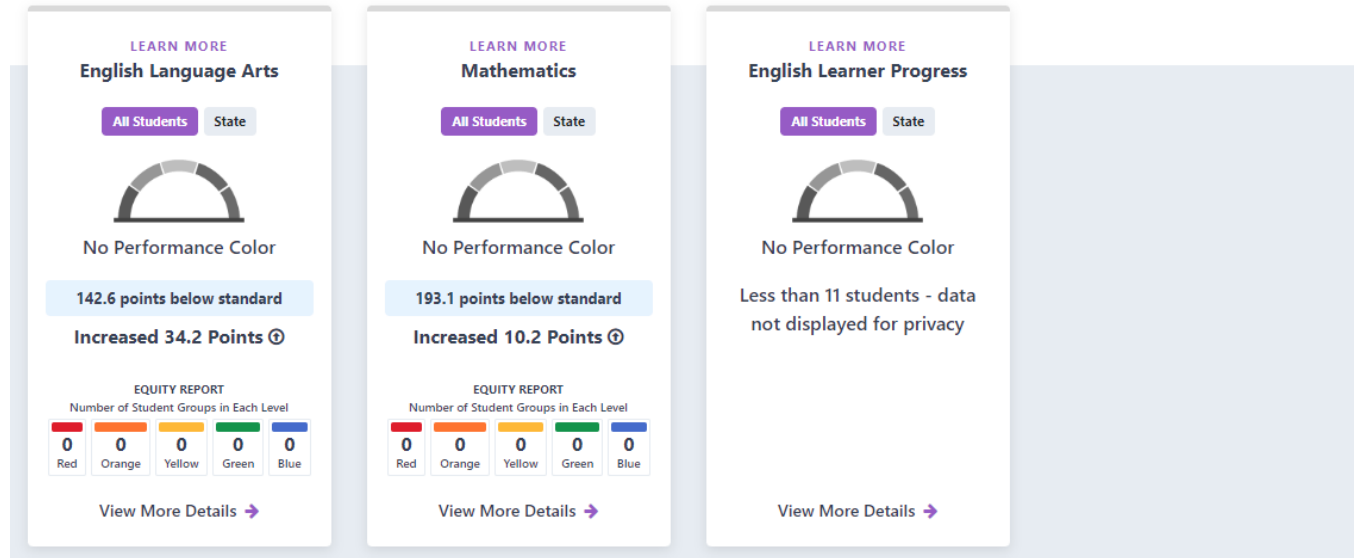 LEARN MORE
English Language Arts
All Students State
No Performance Color
142.6 points below standard
Increased 34.2 Points
EQUITY REPORT
Number of Student Groups in Each Level
0 0 0 0 0
Red Orange Yellow Green Blue
View More Details
LEARN MORE
Mathematics
All Students State
No Performance Color
193.1 points below standard
Increased 10.2 Points
EQUITY REPORT
Number of Student Groups in Each Level
0 0 0 0 0
Red Orange Yellow Green Blue
View More Details
LEARN MORE
English Learner Progress
All Students State
No Performance Color
Less than 11 students - data
not displayed for privacy
View More Details